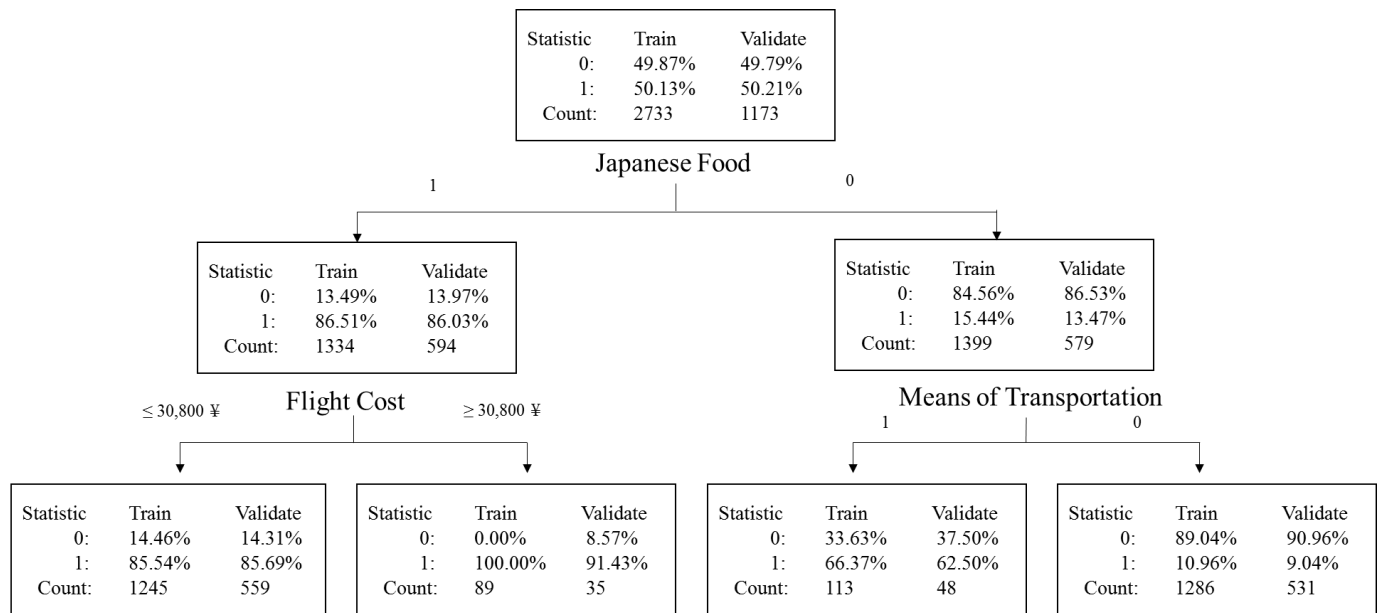 Statistic Train Validate
0: 49.87% 49.79%
1: 50.13% 50.21%
Count: 2733 1173
Japanese Food
1 0
Statistic Train Validate
0: 13.49% 13.97%
1: 86.51% 86.03%
Count: 1334 594
Statistic Train Validate
0: 84.56% 86.53%
1: 15.44% 13.47%
Count: 1399 579
Flight Cost
≤ 30,800 ¥ ≥ 30,800 ¥
Means of Transportation
1 0
Statistic Train Validate
0: 14.46% 14.31%
1: 85.54% 85.69%
Count: 1245 559
Statistic Train Validate
0: 0.00% 8.57%
1: 100.00% 91.43%
Count: 89 35
Statistic Train Validate
0: 33.63% 37.50%
1: 66.37% 62.50%
Count: 113 48
Statistic Train Validate
0: 89.04% 90.96%
1: 10.96% 9.04%
Count: 1286 531